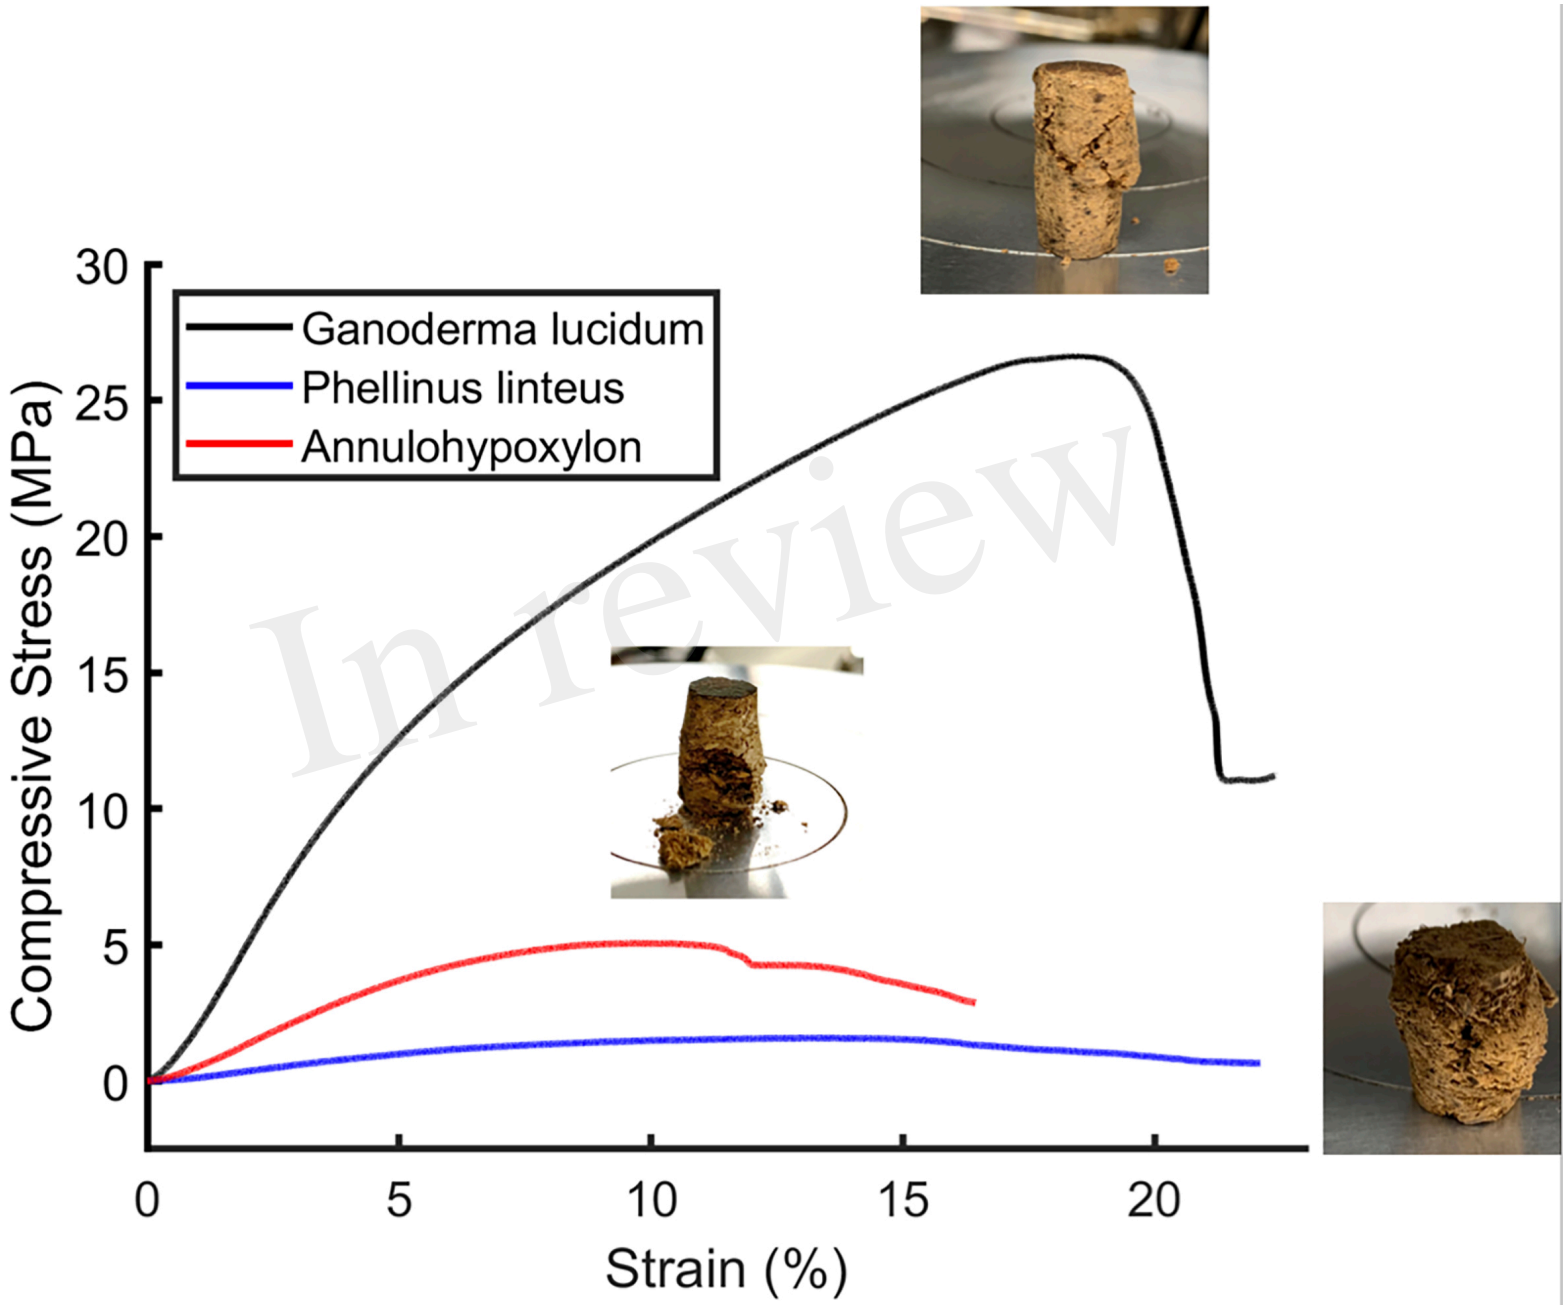 30
Ganoderma lucidum
Phellinus linteus
Annulohypoxylon
25
20
15
10
5
0
Compressive Stress (MPa)
In review
0 5 10 15 20
Strain (%)